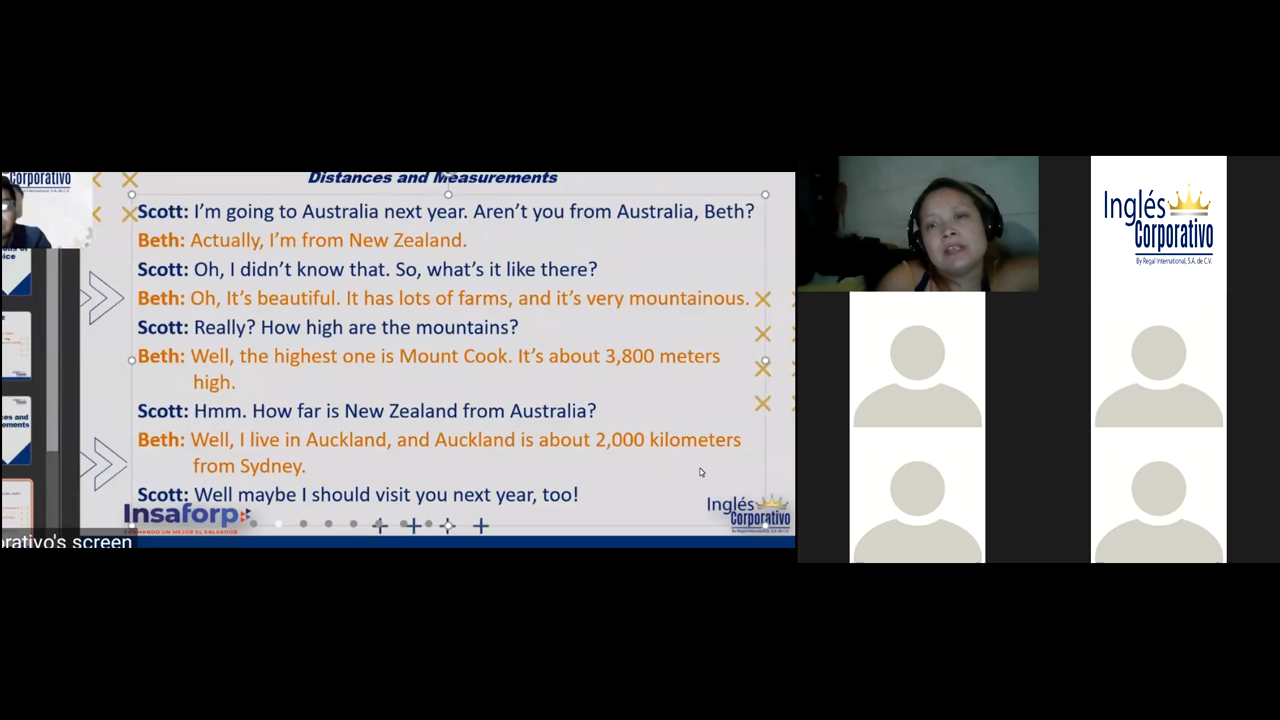 Corporativo
Distances and Measurements
Scott: I'm going to Australia next year. Aren't you from Australia, Beth?
Beth: Actually, I'm from New Zealand.
Scott: Oh, I didn't know that. So, what's it like there?
Beth: Oh, It's beautiful. It has lots of farms, and it's very mountainous.
Scott: Really? How high are the mountains?
Beth: Well, the highest one is Mount Cook. It's about 3,800 meters
high.
Scott: Hmm. How far is New Zealand from Australia?
Beth: Well, I live in Auckland, and Auckland is about 2,000 kilometers
from Sydney.
Scott: Well maybe I should visit you next year, too!
Insaforp
orativo's screen
Inglés
Corporativo
By Regal International, S.A. de C.V.
Inglés
Corporativo
By Regal International, S.A. de C.V.